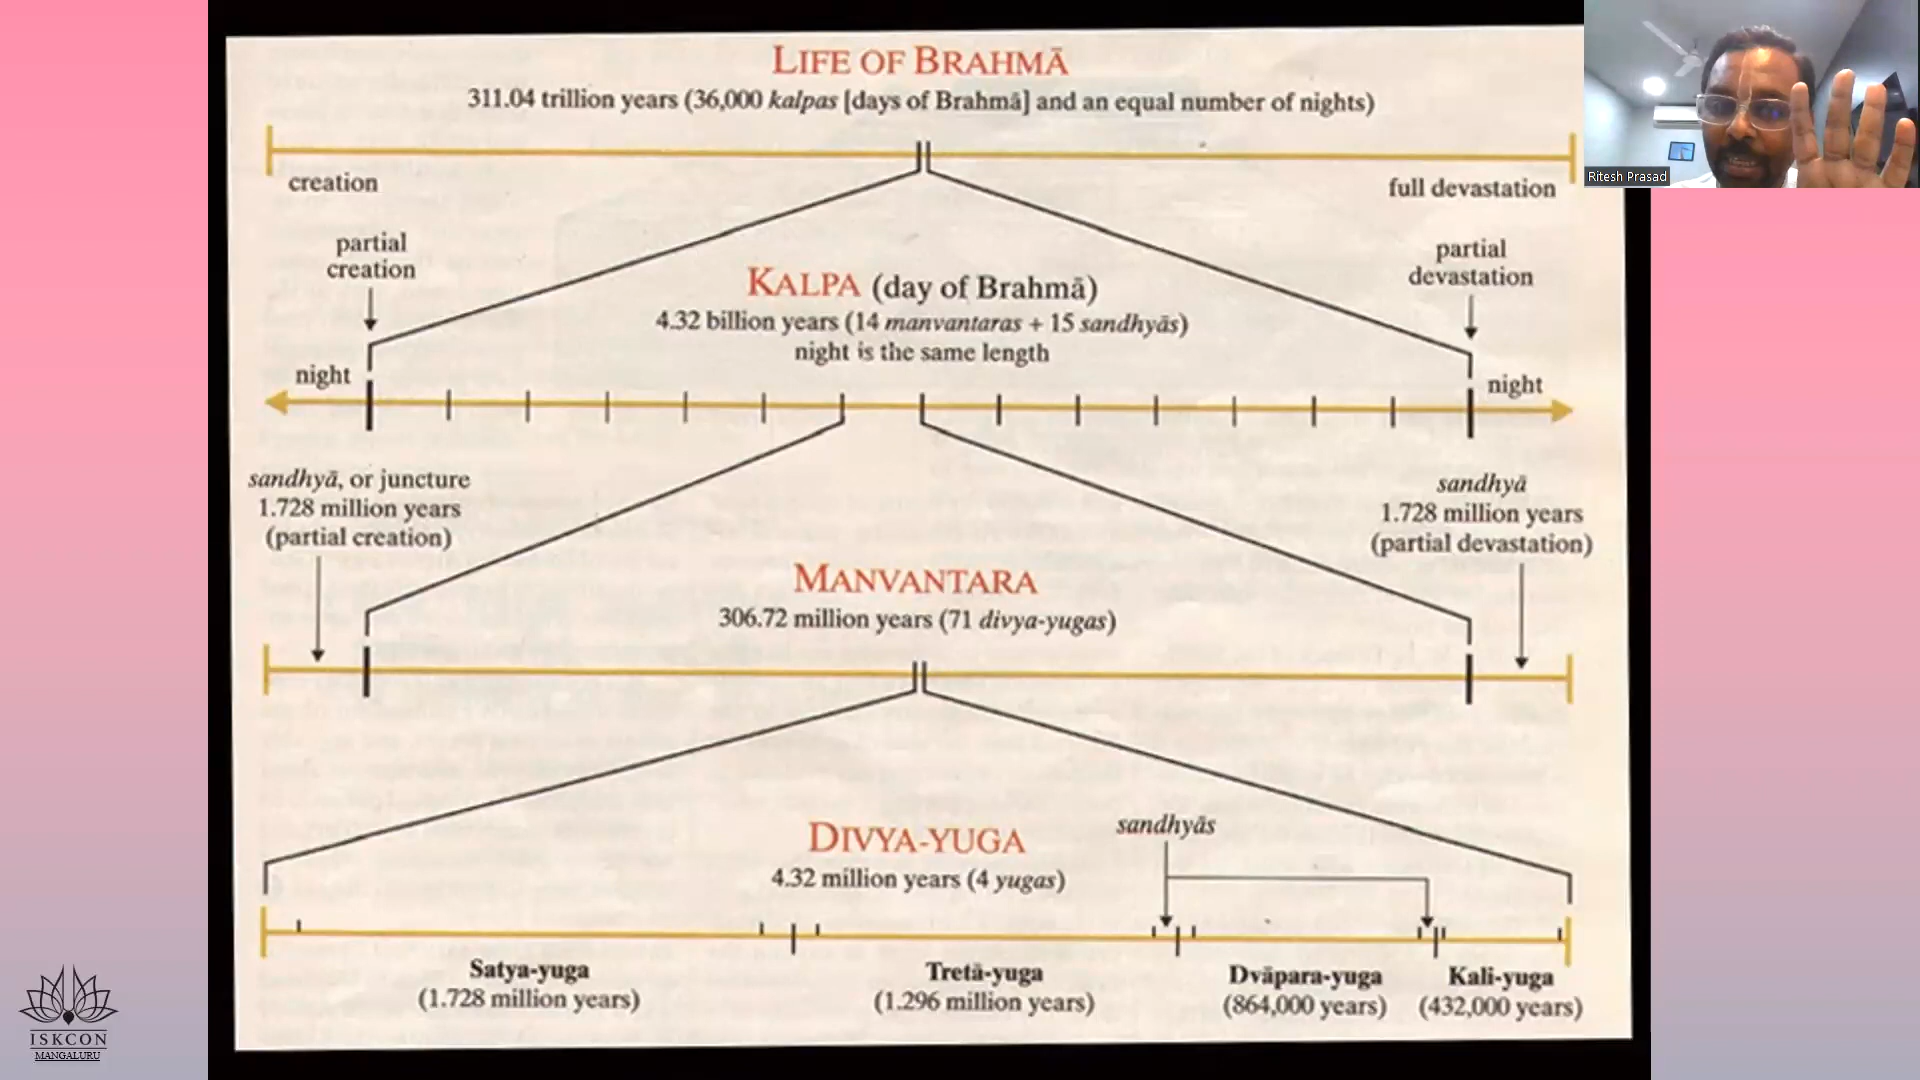 LIFE OF BRAHMĀ
311.04 trillion years (36,000 kalpas [days of Brahmā] and an equal number of nights)
creation
full devastation
partial
creation
partial
devastation
KALPA (day of Brahmā)
4.32 billion years (14 manvantaras + 15 sandhyās)
night is the same length
night
night
sandhyā, or juncture
1.728 million years
(partial creation)
sandhyā
1.728 million years
(partial devastation)
MANVANTARA
306.72 million years (71 divya-yugas)
DIVYA-YUGA
4.32 million years (4 yugas)
sandhyās
Satya-yuga
(1.728 million years)
Tretā-yuga
(1.296 million years)
Dvāpara-yuga
(864,000 years)
Kali-yuga
(432,000 years)
Ritesh Prasad
ISKCON
MANGALURU